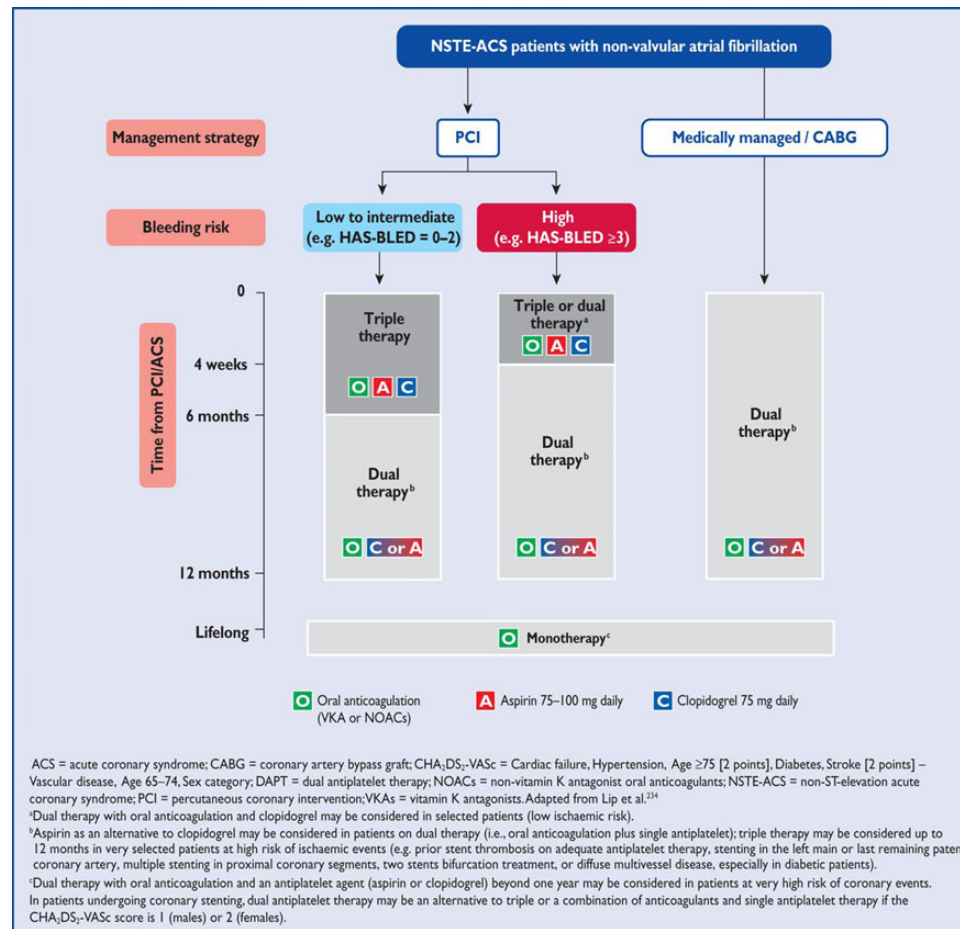 NSTE-ACS patients with non-valvular atrial fibrillation
Management strategy
PCI
Medically managed / CABG
Bleeding risk
Low to intermediate
(e.g. HAS-BLED = 0–2)
High
(e.g. HAS-BLED ≥3)
Time from PCI/ACS
0
4 weeks
6 months
12 months
Lifelong
Triple
therapy
O A C
Dual
therapyᵇ
O C or A
Triple or dual
therapyᵃ
O A C
Dual
therapyᵇ
O C or A
Dual
therapyᵇ
O C or A
O Monotherapyᶜ
O Oral anticoagulation
(VKA or NOACs)
A Aspirin 75–100 mg daily
C Clopidogrel 75 mg daily
ACS = acute coronary syndrome; CABG = coronary artery bypass graft; CHA₂DS₂-VASc = Cardiac failure, Hypertension, Age ≥75 [2 points], Diabetes, Stroke [2 points] –
Vascular disease, Age 65–74, Sex category; DAPT = dual antiplatelet therapy; NOACs = non-vitamin K antagonist oral anticoagulants; NSTE-ACS = non-ST-elevation acute
coronary syndrome; PCI = percutaneous coronary intervention; VKAs = vitamin K antagonists. Adapted from Lip et al.²³⁴
ᵃDual therapy with oral anticoagulation and clopidogrel may be considered in selected patients (low ischaemic risk).
ᵇAspirin as an alternative to clopidogrel may be considered in patients on dual therapy (i.e., oral anticoagulation plus single antiplatelet); triple therapy may be considered up to
12 months in very selected patients at high risk of ischaemic events (e.g. prior stent thrombosis on adequate antiplatelet therapy, stenting in the left main or last remaining paten
coronary artery, multiple stenting in proximal coronary segments, two stents bifurcation treatment, or diffuse multivessel disease, especially in diabetic patients).
ᶜDual therapy with oral anticoagulation and an antiplatelet agent (aspirin or clopidogrel) beyond one year may be considered in patients at very high risk of coronary events.
In patients undergoing coronary stenting, dual antiplatelet therapy may be an alternative to triple or a combination of anticoagulants and single antiplatelet therapy if the
CHA₂DS₂-VASc score is 1 (males) or 2 (females).